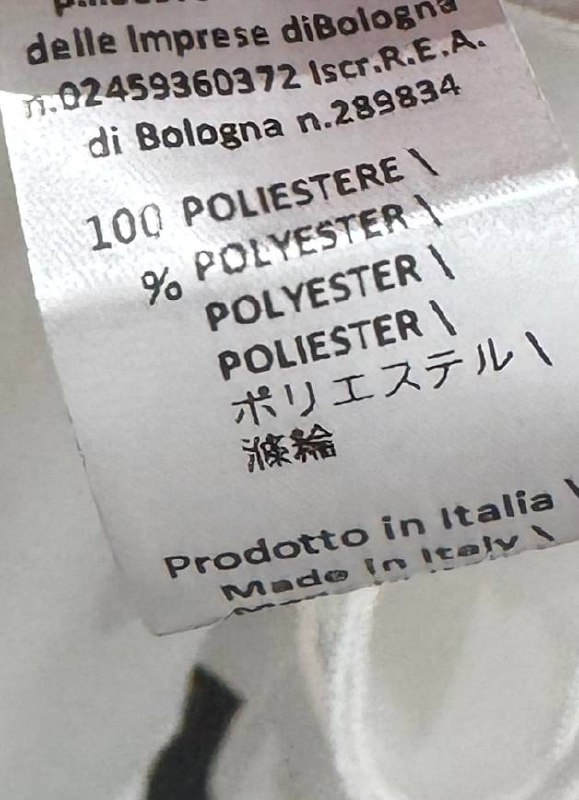 delle Imprese diBologna
n.02459360372 Iscr.R.E.A.
di Bologna n.289834
100 POLIESTERE \
% POLYESTER \
POLYESTER \
POLIESTER \
ポリエステル \
滌綸
Prodotto in Italia \
Made in Italy \